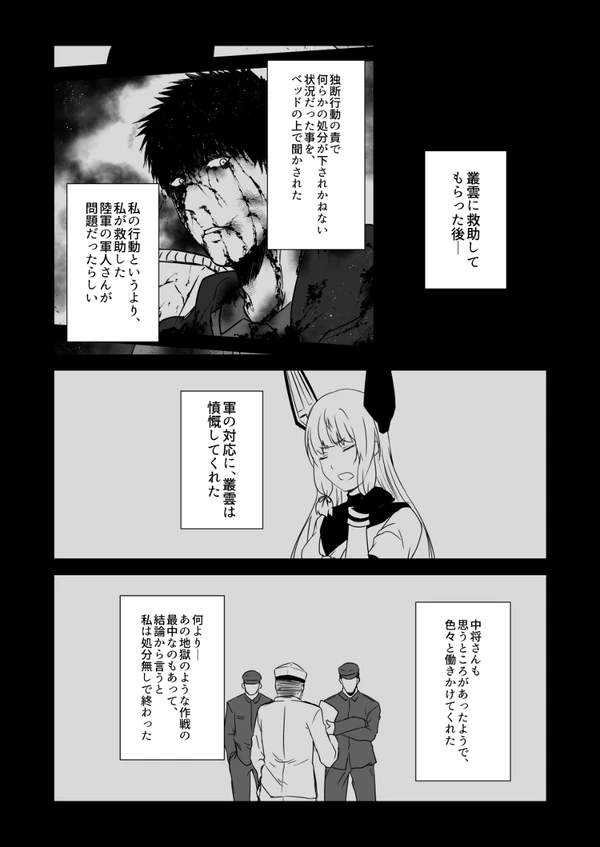 叢雲に救助して
もらった後―
独断行動の責で
何らかの処分が下されかねない
状況だった事を、
ベッドの上で聞かされた
私の行動というより、
私が救助した
陸軍の軍人さんが
問題だったらしい
軍の対応に、叢雲は
憤慨してくれた
中将さんも
思うところがあったようで、
色々と働きかけてくれた
何より―
あの地獄のような作戦の
最中なのもあって、
結論から言うと
私は処分無しで終わった